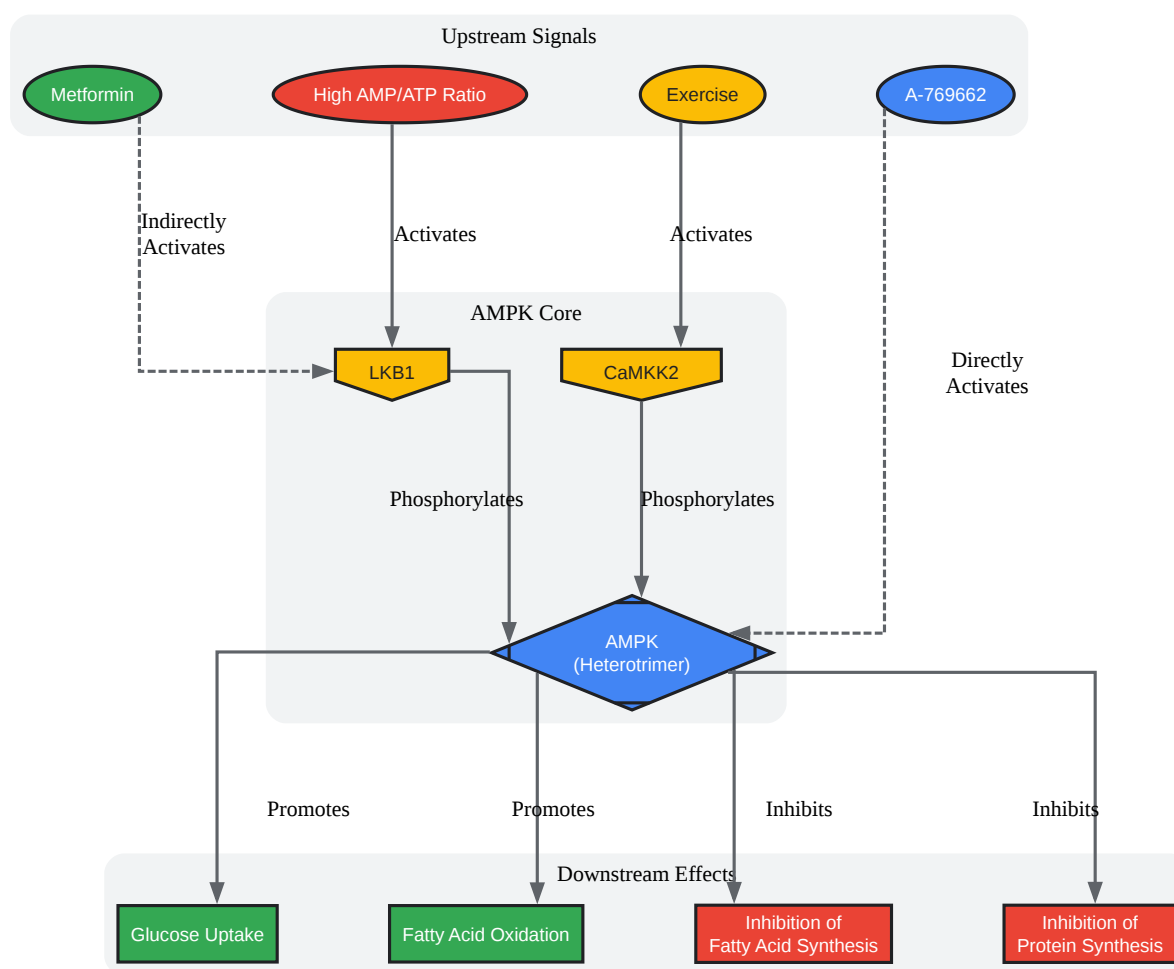 Upstream Signals
Metformin
High AMP/ATP Ratio
Exercise
A-769662
Indirectly
Activates
Activates
Activates
Directly
Activates
AMPK Core
LKB1
CaMKK2
Phosphorylates
Phosphorylates
AMPK
(Heterotrimer)
Promotes
Promotes
Inhibits
Inhibits
Downstream Effects
Glucose Uptake
Fatty Acid Oxidation
Inhibition of
Fatty Acid Synthesis
Inhibition of
Protein Synthesis